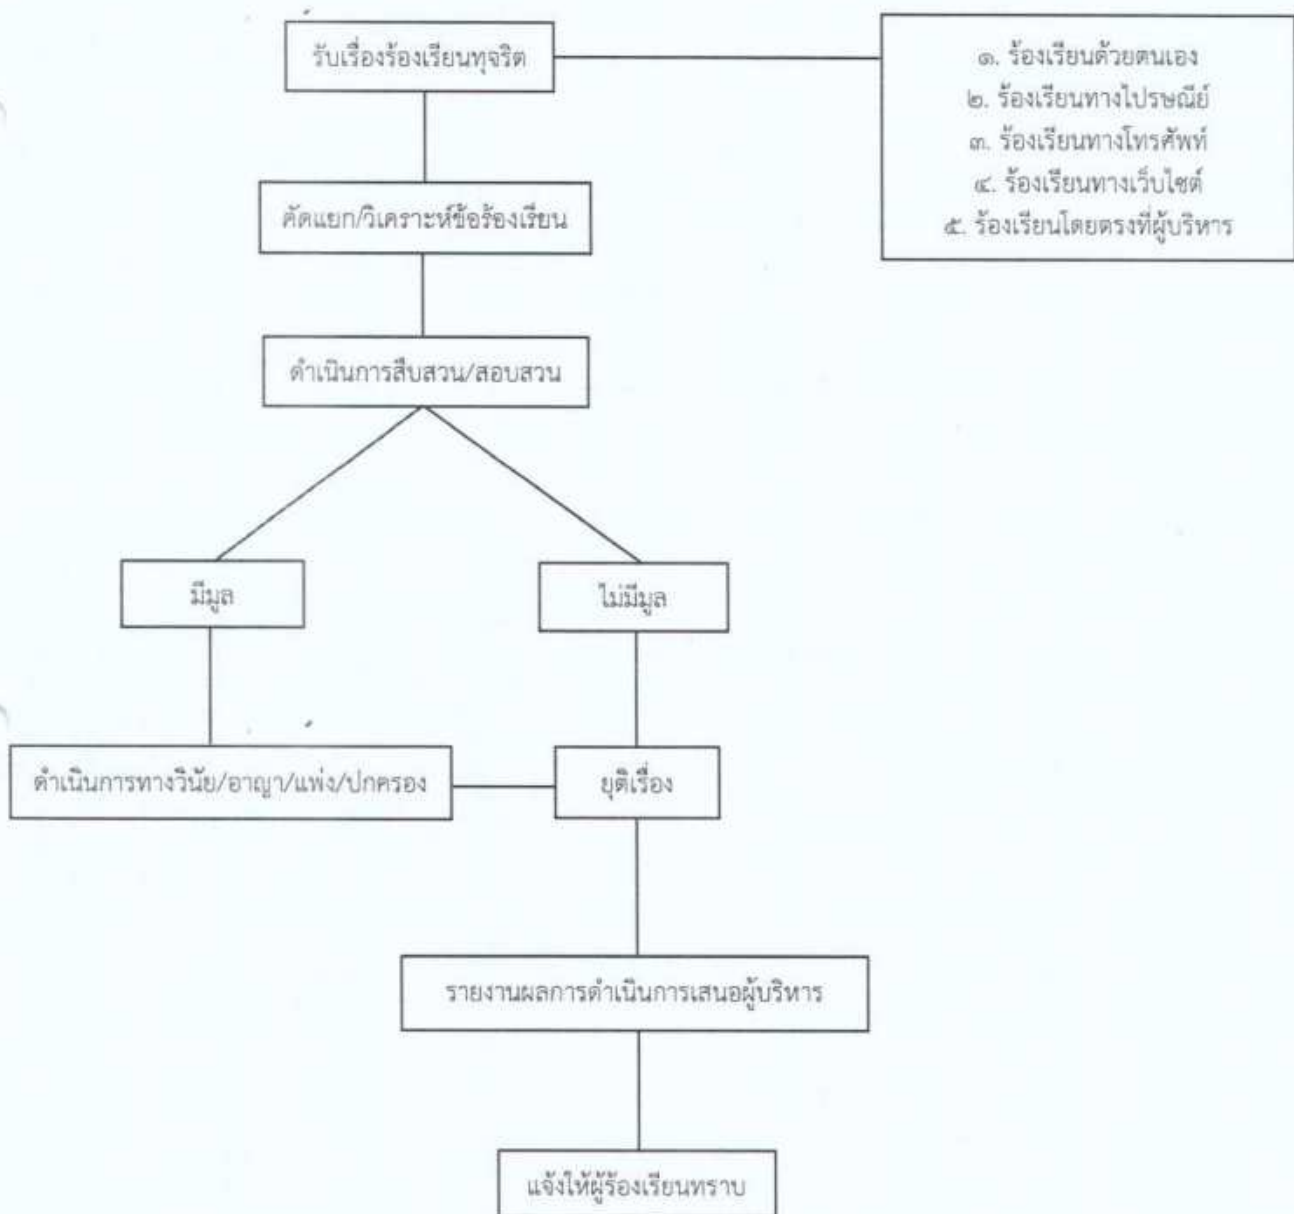 รับเรื่องร้องเรียนทุจริต
๑. ร้องเรียนด้วยตนเอง
๒. ร้องเรียนทางไปรษณีย์
๓. ร้องเรียนทางโทรศัพท์
๔. ร้องเรียนทางเว็บไซต์
๕. ร้องเรียนโดยตรงที่ผู้บริหาร
คัดแยก/วิเคราะห์ข้อร้องเรียน
ดำเนินการสืบสวน/สอบสวน
มีมูล
ไม่มีมูล
ดำเนินการทางวินัย/อาญา/แพ่ง/ปกครอง
ยุติเรื่อง
รายงานผลการดำเนินการเสนอผู้บริหาร
แจ้งให้ผู้ร้องเรียนทราบ